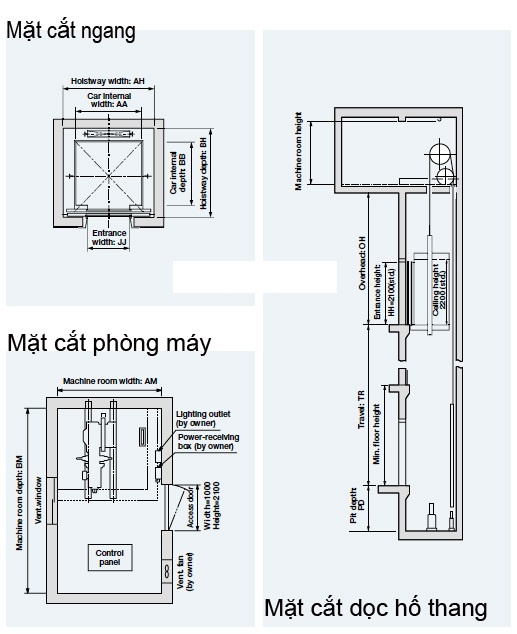 Mặt cắt ngang
Hoistway width: AH
Car internal
width: AA
Car internal
depth: BB
Hoistway depth: BH
Entrance
width: JJ
Mặt cắt phòng máy
Machine room width: AM
Lighting outlet
(by owner)
Power-receiving
box (by owner)
Machine room depth: BM
Vent.window
Access door
Width=1000
Height=2100
Control
panel
Vent. fan
(by owner)
Machine room height
Overhead: OH
Entrance height:
HH=2100(std.)
Ceiling height
2200(std.)
Travel: TR
Min. floor height
Pit depth:
PD
Mặt cắt dọc hố thang